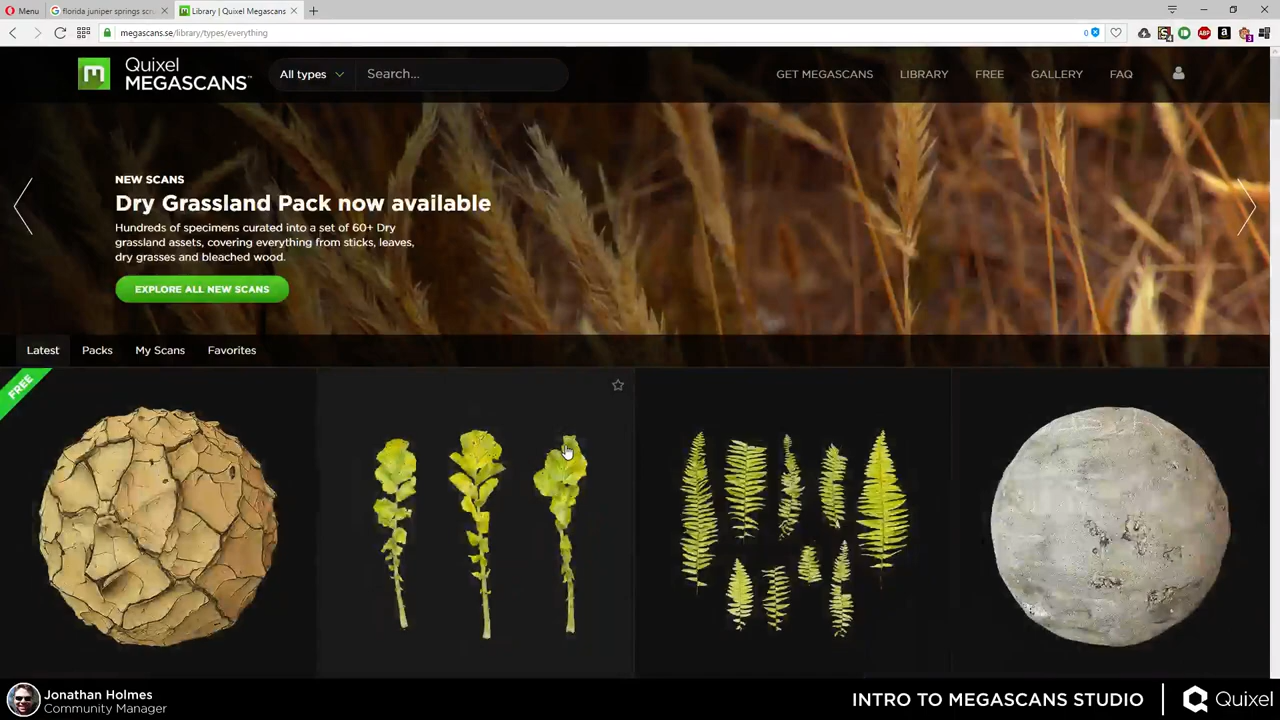 Menu
florida juniper springs scr
Library | Quixel Megascans
megascans.se/library/types/everything
0
Quixel
MEGASCANS™
All types
Search...
GET MEGASCANS
LIBRARY
FREE
GALLERY
FAQ
NEW SCANS
Dry Grassland Pack now available
Hundreds of specimens curated into a set of 60+ Dry
grassland assets, covering everything from sticks, leaves,
dry grasses and bleached wood.
EXPLORE ALL NEW SCANS
Latest
Packs
My Scans
Favorites
FREE
Jonathan Holmes
Community Manager
INTRO TO MEGASCANS STUDIO
Quixel